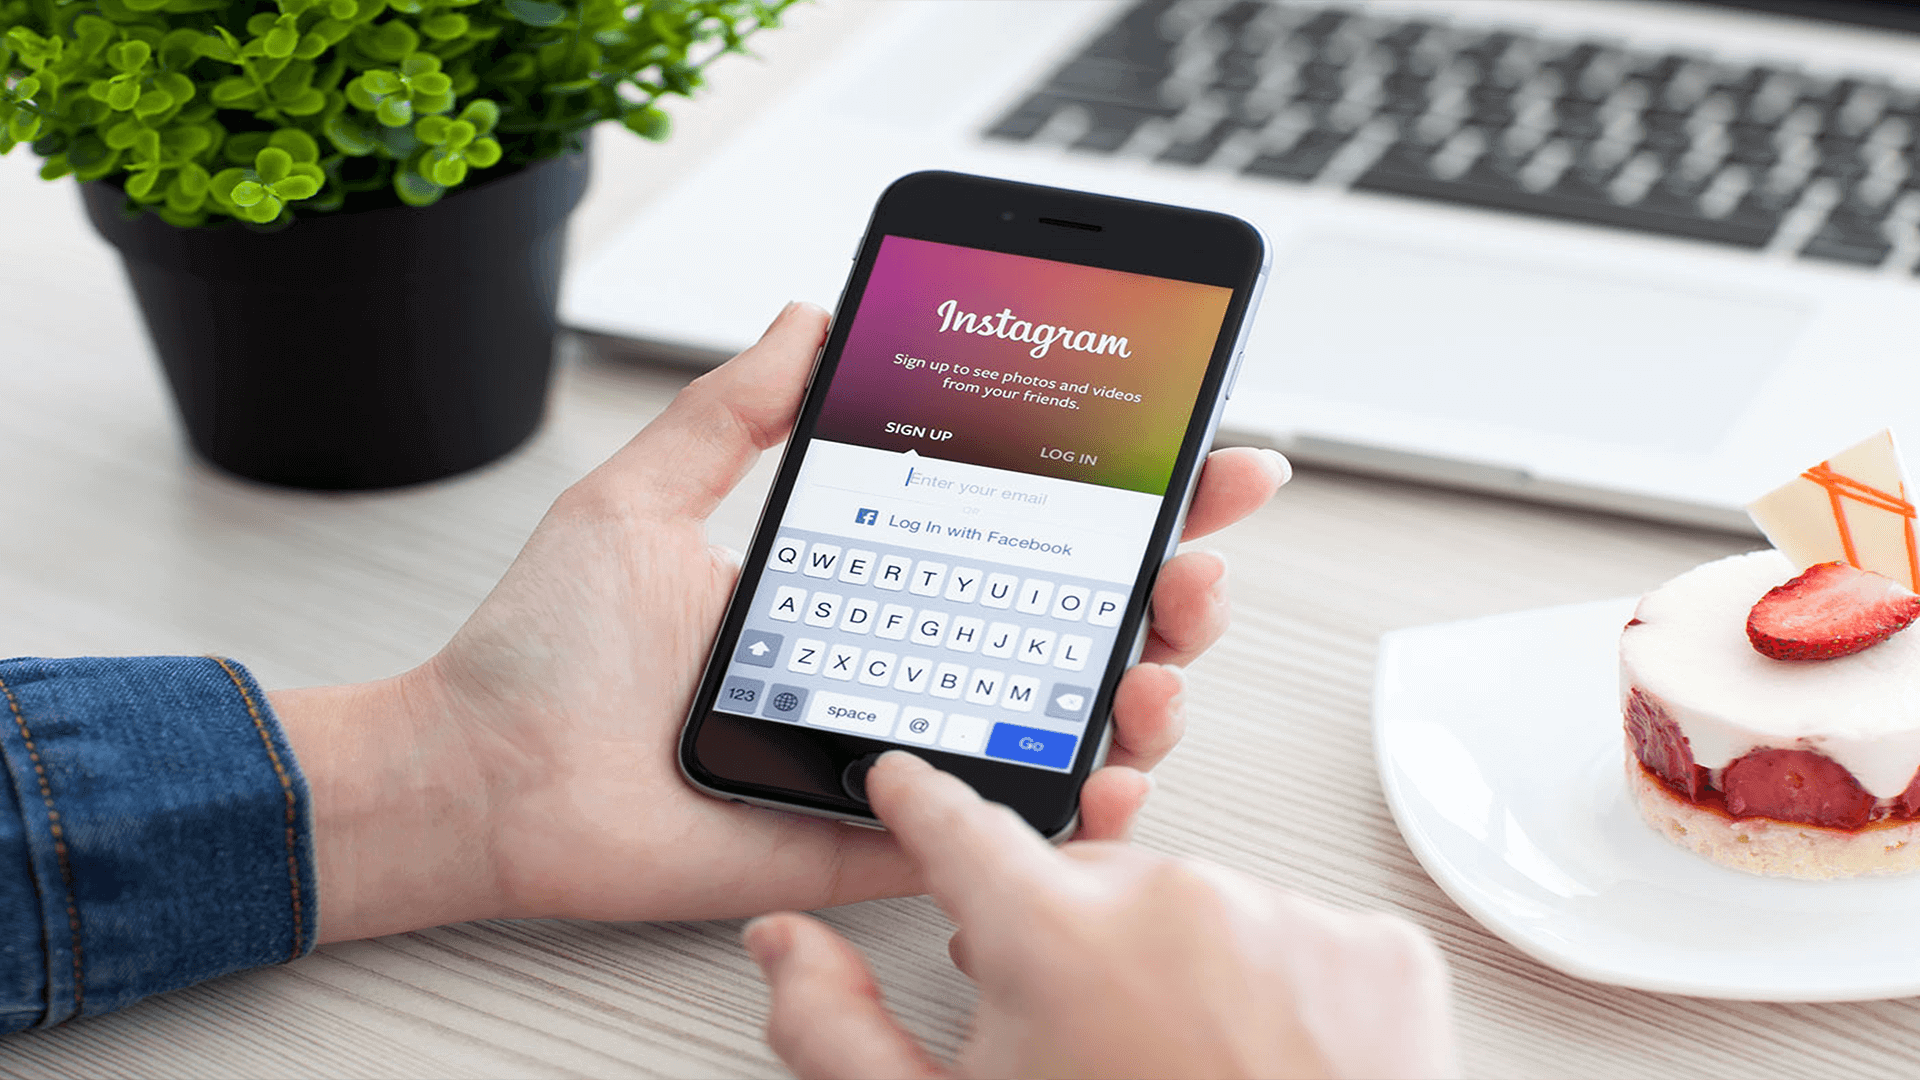 Instagram
Sign up to see photos and videos
from your friends.
SIGN UP
LOG IN
Enter your email
OR
Log In with Facebook
Q W E R T Y U I O P
A S D F G H J K L
Z X C V B N M
123 space @ . Go